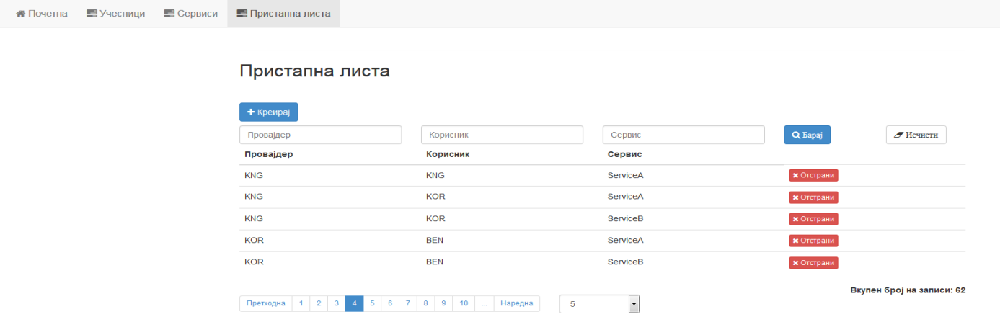 Почетна Учесници Сервиси Пристапна листа
Пристапна листа
Креирај
Провајдер Корисник Сервис Барај Исчисти
Провајдер Корисник Сервис
KNG KNG ServiceA Отстрани
KNG KOR ServiceA Отстрани
KNG KOR ServiceB Отстрани
KOR BEN ServiceA Отстрани
KOR BEN ServiceB Отстрани
Вкупен број на записи: 62
Претходна 1 2 3 4 5 6 7 8 9 10 ... Наредна 5